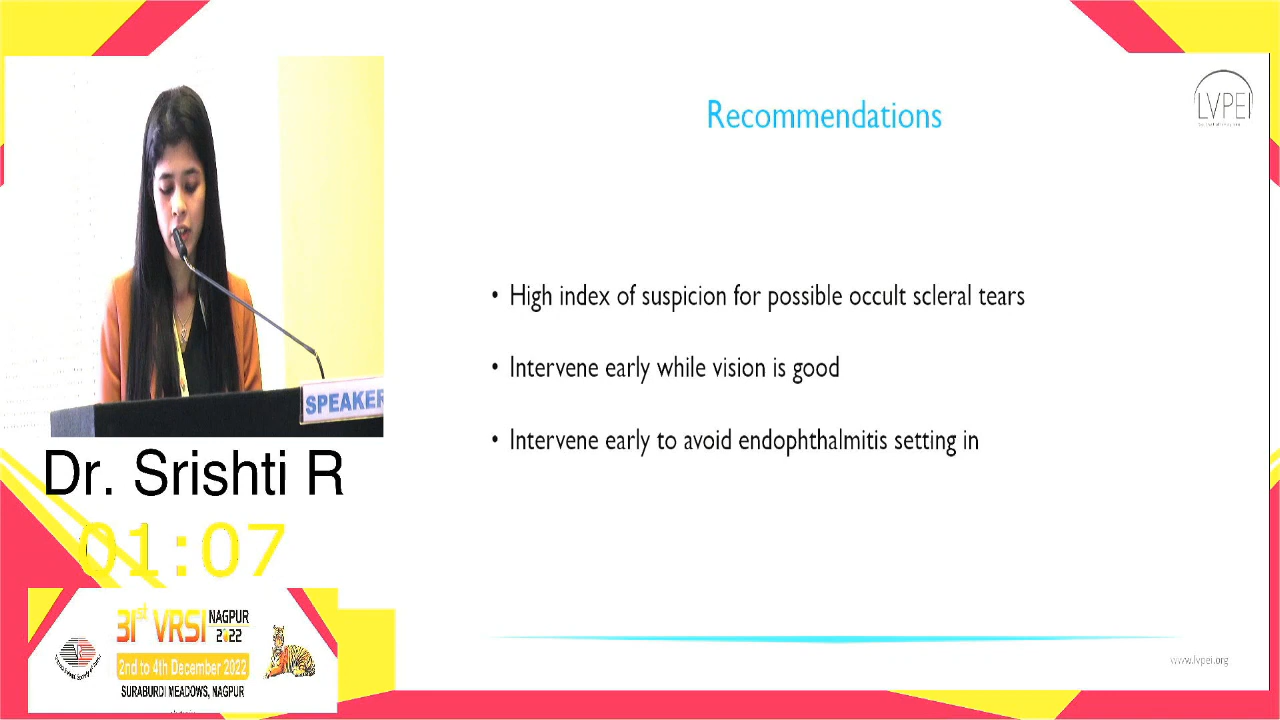 Recommendations
LVPEI
• High index of suspicion for possible occult scleral tears
• Intervene early while vision is good
• Intervene early to avoid endophthalmitis setting in
www.lvpei.org
SPEAKER
Dr. Srishti R
01:07
31st VRSI NAGPUR 2022
2nd to 4th December 2022
SURABURDI MEADOWS, NAGPUR